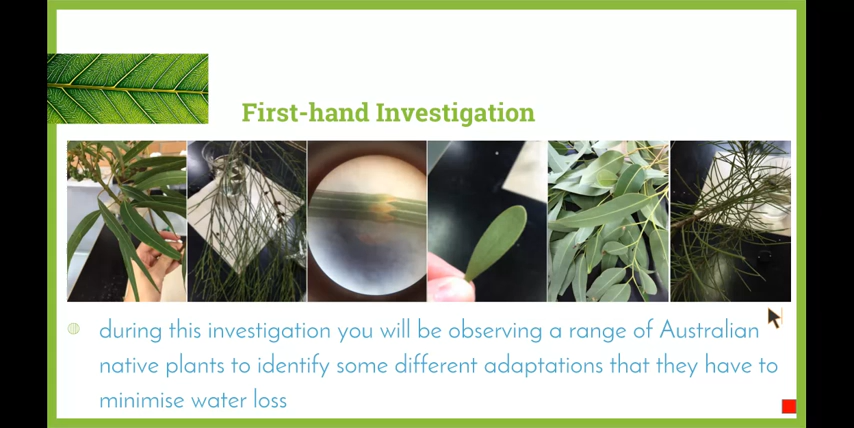 First-hand Investigation
during this investigation you will be observing a range of Australian
native plants to identify some different adaptations that they have to
minimise water loss